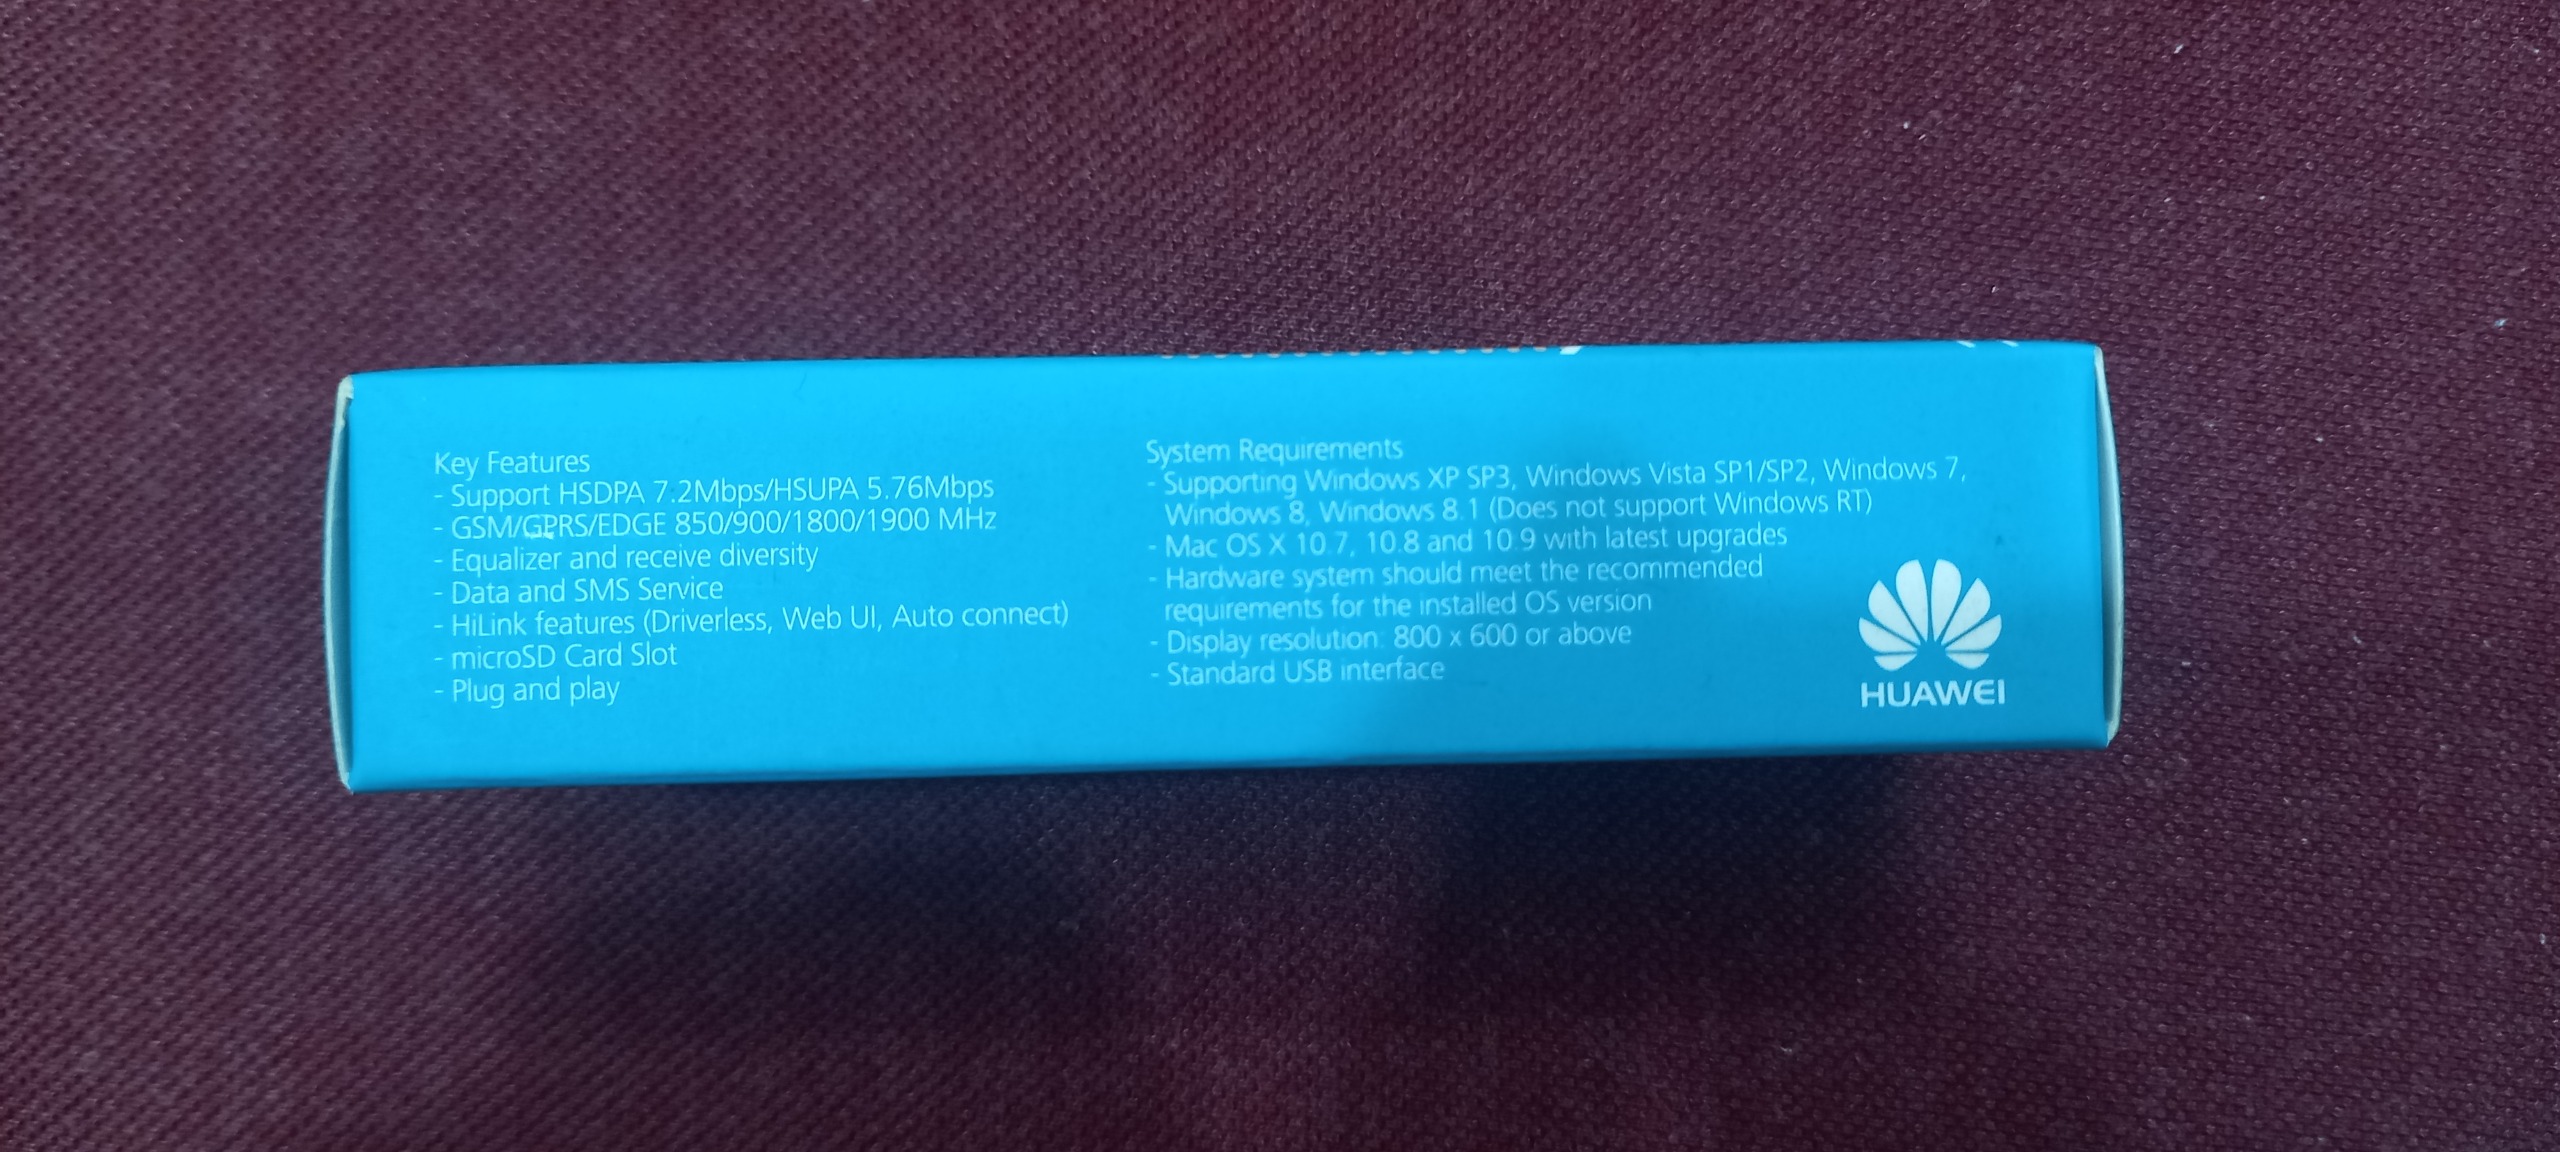 Key Features
- Support HSDPA 7.2Mbps/HSUPA 5.76Mbps
- GSM/GPRS/EDGE 850/900/1800/1900 MHz
- Equalizer and receive diversity
- Data and SMS Service
- HiLink features (Driverless, Web UI, Auto connect)
- microSD Card Slot
- Plug and play
System Requirements
- Supporting Windows XP SP3, Windows Vista SP1/SP2, Windows 7,
Windows 8, Windows 8.1 (Does not support Windows RT)
- Mac OS X 10.7, 10.8 and 10.9 with latest upgrades
- Hardware system should meet the recommended
requirements for the installed OS version
- Display resolution: 800 x 600 or above
- Standard USB interface
HUAWEI